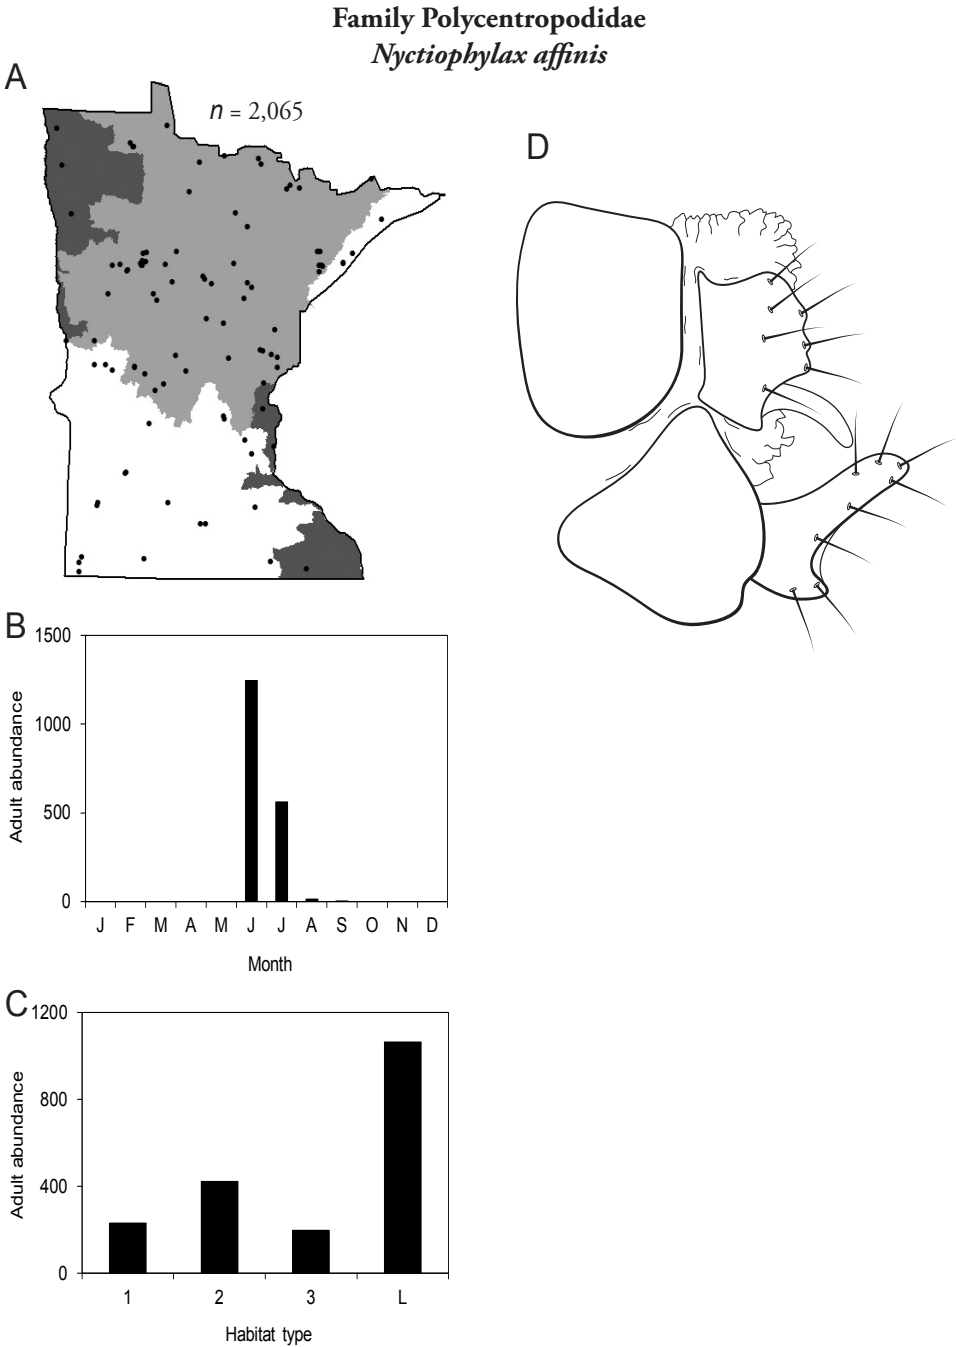 Family Polycentropodidae
Nyctiophylax affinis
A
n = 2,065
D
B
1500
1000
500
0
Adult abundance
J F M A M J J A S O N D
Month
C
1200
800
400
0
Adult abundance
1 2 3 L
Habitat type